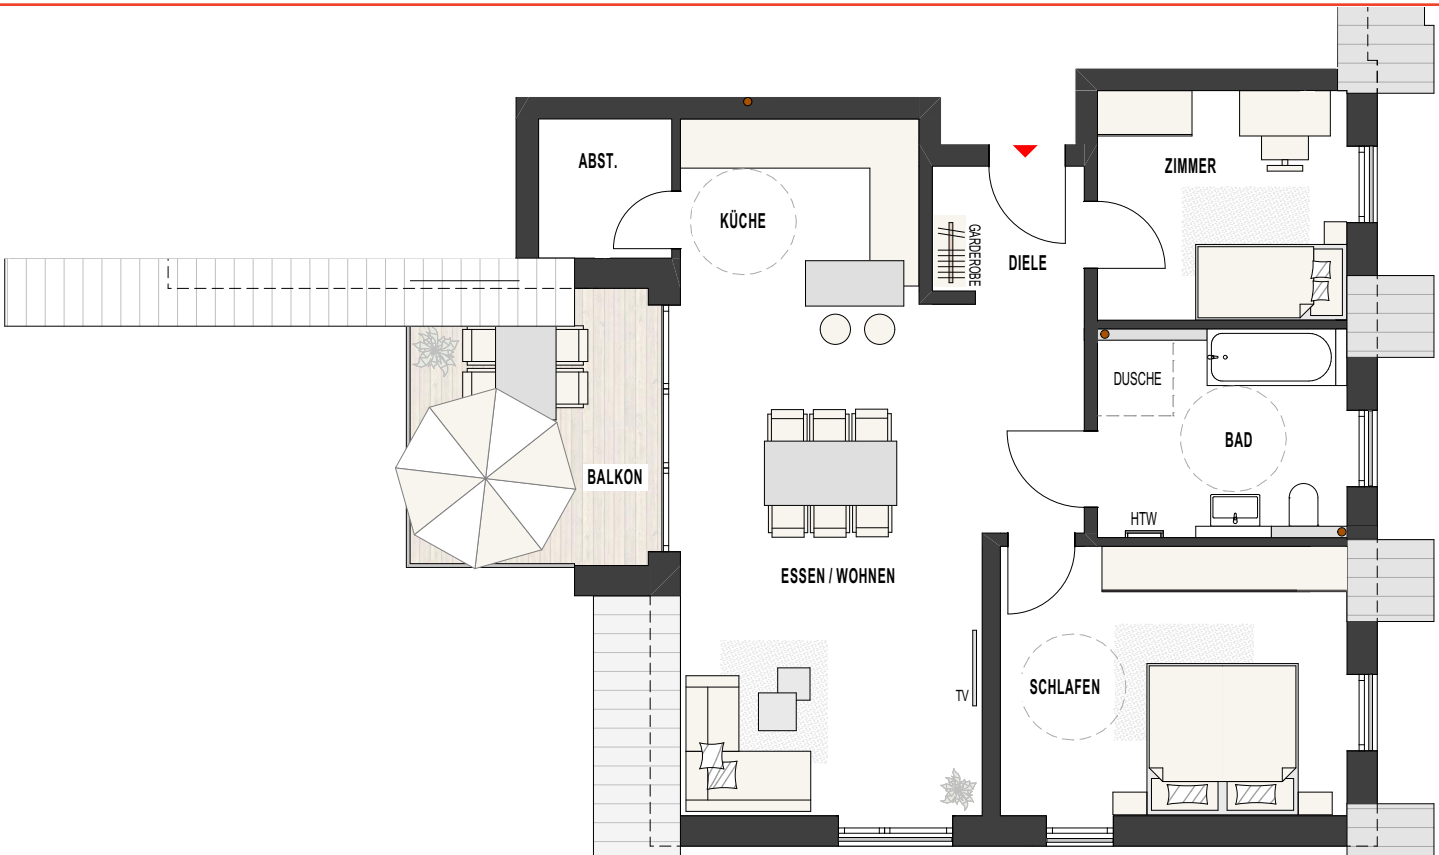 ABST.
KÜCHE
ZIMMER
GARDEROBE
DIELE
DUSCHE
BAD
BALKON
HTW
ESSEN / WOHNEN
TV
SCHLAFEN